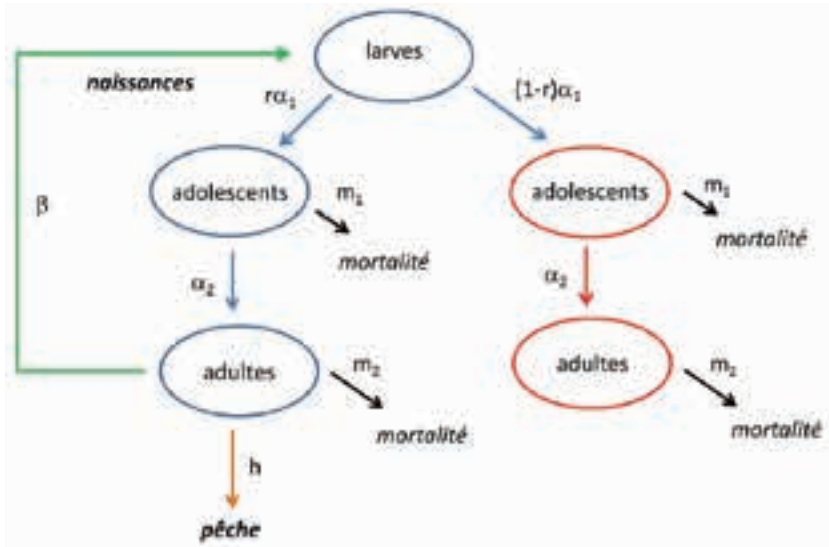 larves
naissances
rα₁
(1-r)α₁
adolescents
m₁
mortalité
adolescents
m₁
mortalité
β
α₂
α₂
adultes
m₂
mortalité
adultes
m₂
mortalité
h
pêche